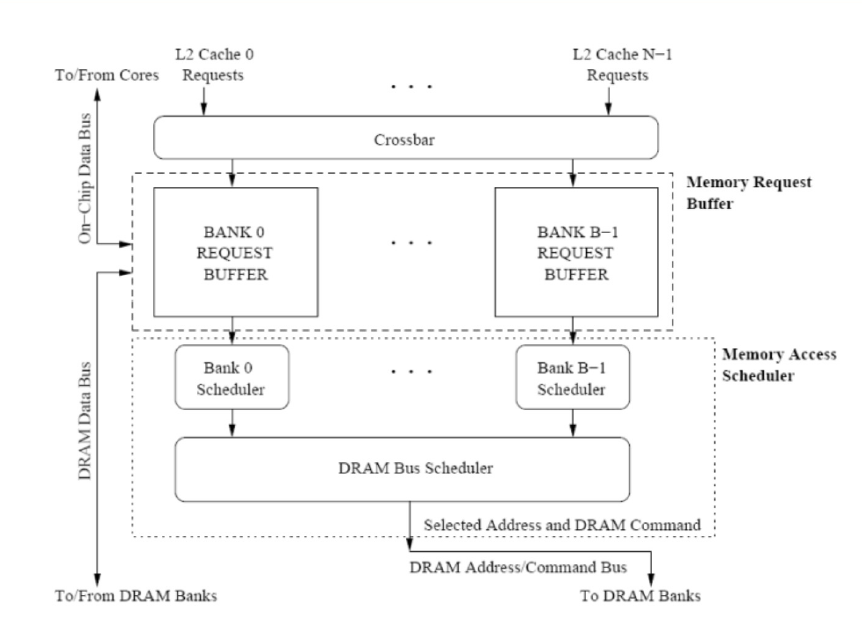 L2 Cache 0
Requests
L2 Cache N−1
Requests
To/From Cores
. . .
Crossbar
On−Chip Data Bus
Memory Request
Buffer
BANK 0
REQUEST
BUFFER
. . .
BANK B−1
REQUEST
BUFFER
Memory Access
Scheduler
Bank 0
Scheduler
. . .
Bank B−1
Scheduler
DRAM Data Bus
DRAM Bus Scheduler
Selected Address and DRAM Command
DRAM Address/Command Bus
To/From DRAM Banks
To DRAM Banks